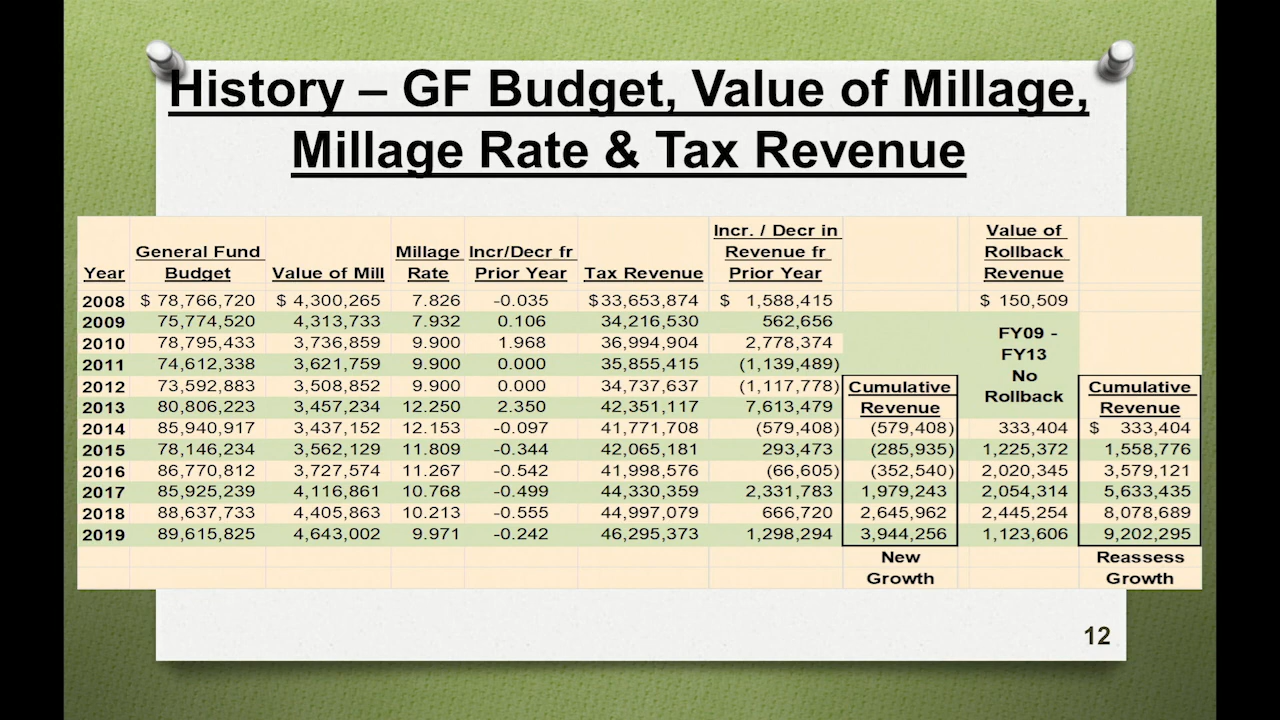 History – GF Budget, Value of Millage,
Millage Rate & Tax Revenue
Year General Fund Budget Value of Mill Millage Rate Incr/Decr fr Prior Year Tax Revenue Incr. / Decr in Revenue fr Prior Year Value of Rollback Revenue
2008 $ 78,766,720 $ 4,300,265 7.826 -0.035 $33,653,874 $ 1,588,415 $ 150,509
2009 75,774,520 4,313,733 7.932 0.106 34,216,530 562,656
2010 78,795,433 3,736,859 9.900 1.968 36,994,904 2,778,374
2011 74,612,338 3,621,759 9.900 0.000 35,855,415 (1,139,489)
2012 73,592,883 3,508,852 9.900 0.000 34,737,637 (1,117,778)
2013 80,806,223 3,457,234 12.250 2.350 42,351,117 7,613,479
FY09 -
FY13
No
Rollback
Cumulative Revenue Cumulative Revenue
2014 85,940,917 3,437,152 12.153 -0.097 41,771,708 (579,408) (579,408) 333,404 $ 333,404
2015 78,146,234 3,562,129 11.809 -0.344 42,065,181 293,473 (285,935) 1,225,372 1,558,776
2016 86,770,812 3,727,574 11.267 -0.542 41,998,576 (66,605) (352,540) 2,020,345 3,579,121
2017 85,925,239 4,116,861 10.768 -0.499 44,330,359 2,331,783 1,979,243 2,054,314 5,633,435
2018 88,637,733 4,405,863 10.213 -0.555 44,997,079 666,720 2,645,962 2,445,254 8,078,689
2019 89,615,825 4,643,002 9.971 -0.242 46,295,373 1,298,294 3,944,256 1,123,606 9,202,295
New Reassess
Growth Growth
12